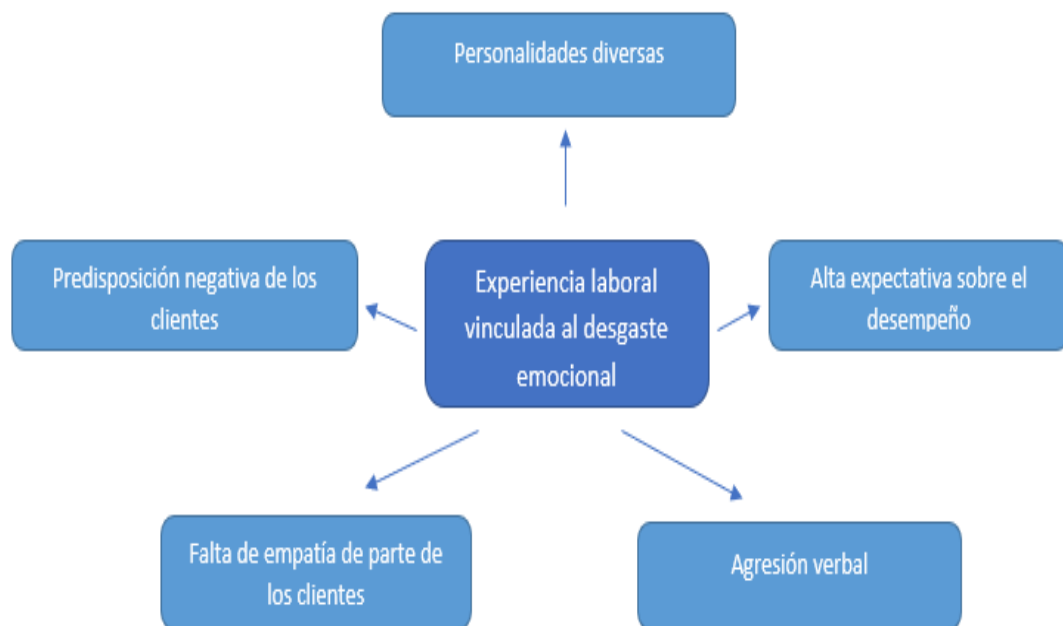 Personalidades diversas
Predisposición negativa de los
clientes
Experiencia laboral
vinculada al desgaste
emocional
Alta expectativa sobre el
desempeño
Falta de empatía de parte de
los clientes
Agresión verbal